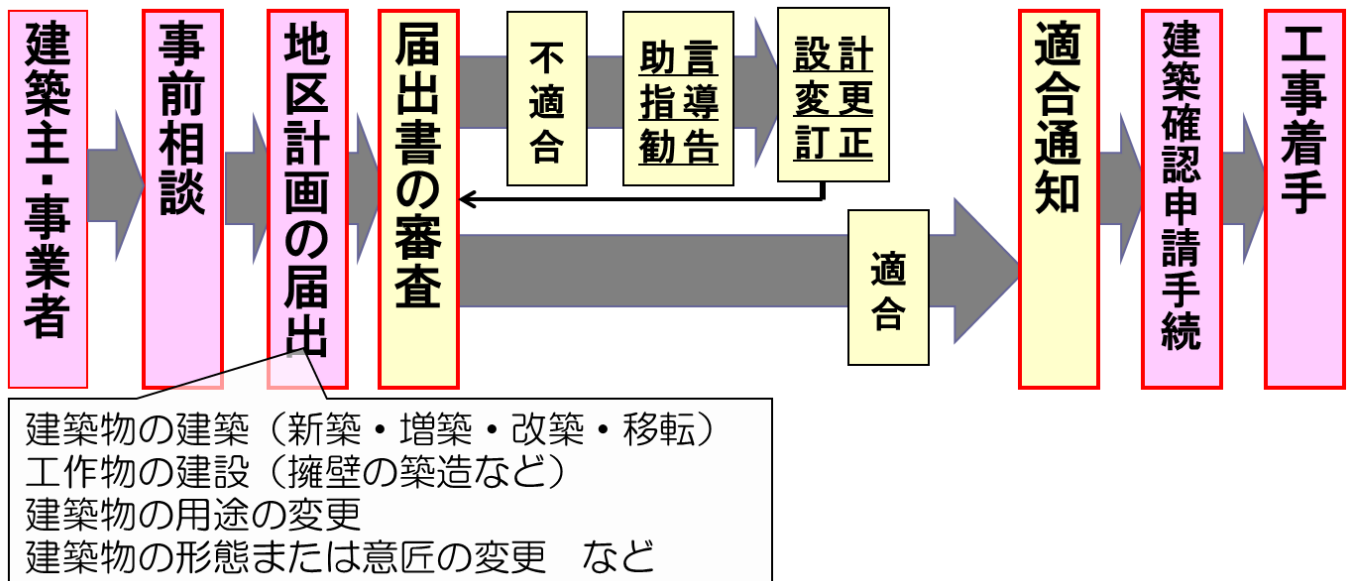 建築主・事業者
事前相談
地区計画の届出
届出書の審査
不適合
助言
指導
勧告
設計
変更
訂正
適合
適合通知
建築確認申請手続
工事着手
建築物の建築（新築・増築・改築・移転）
工作物の建設（擁壁の築造など）
建築物の用途の変更
建築物の形態または意匠の変更　など